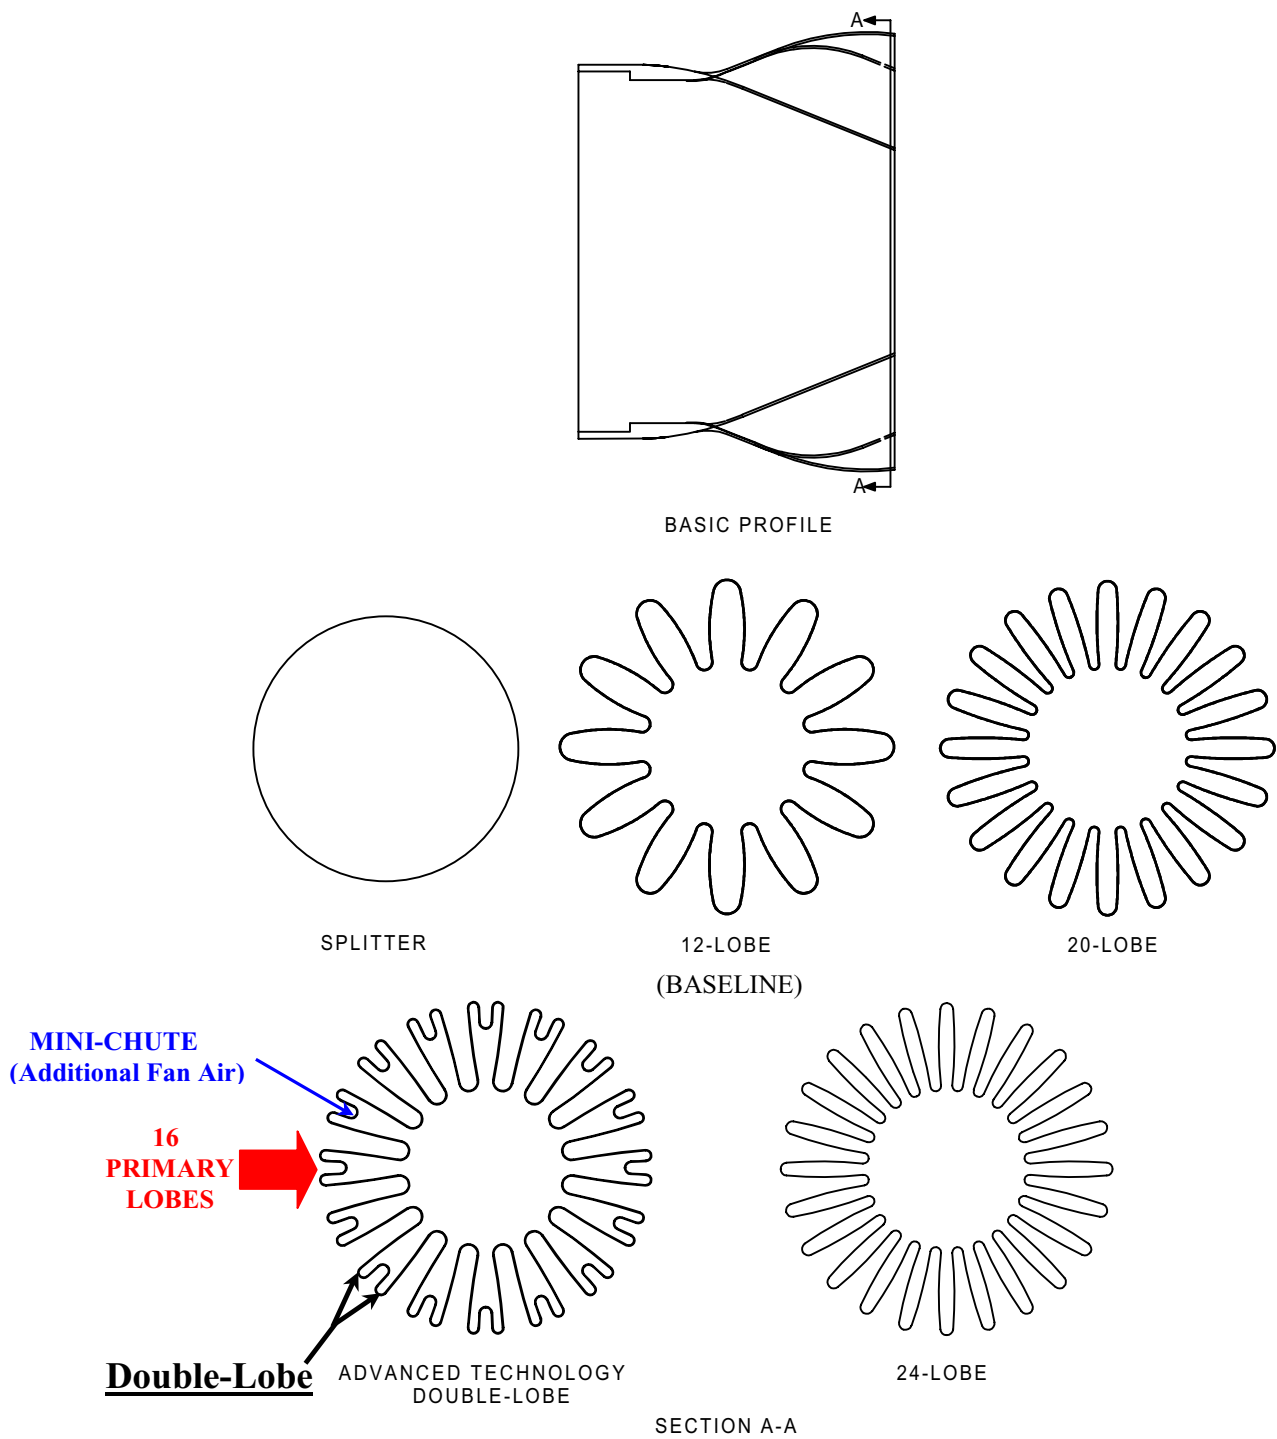 A
A
BASIC PROFILE
SPLITTER
12-LOBE
(BASELINE)
20-LOBE
MINI-CHUTE
(Additional Fan Air)
16
PRIMARY
LOBES
Double-Lobe
ADVANCED TECHNOLOGY
DOUBLE-LOBE
24-LOBE
SECTION A-A